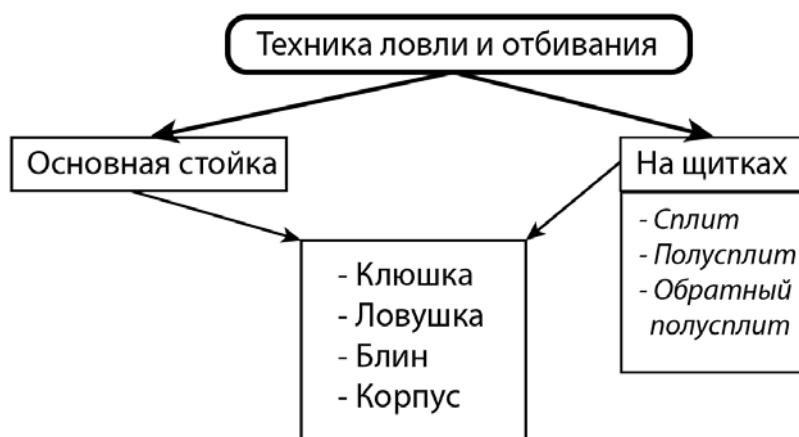 Техника ловли и отбивания
Основная стойка
На щитках
- Сплит
- Полусплит
- Обратный
полусплит
- Клюшка
- Ловушка
- Блин
- Корпус